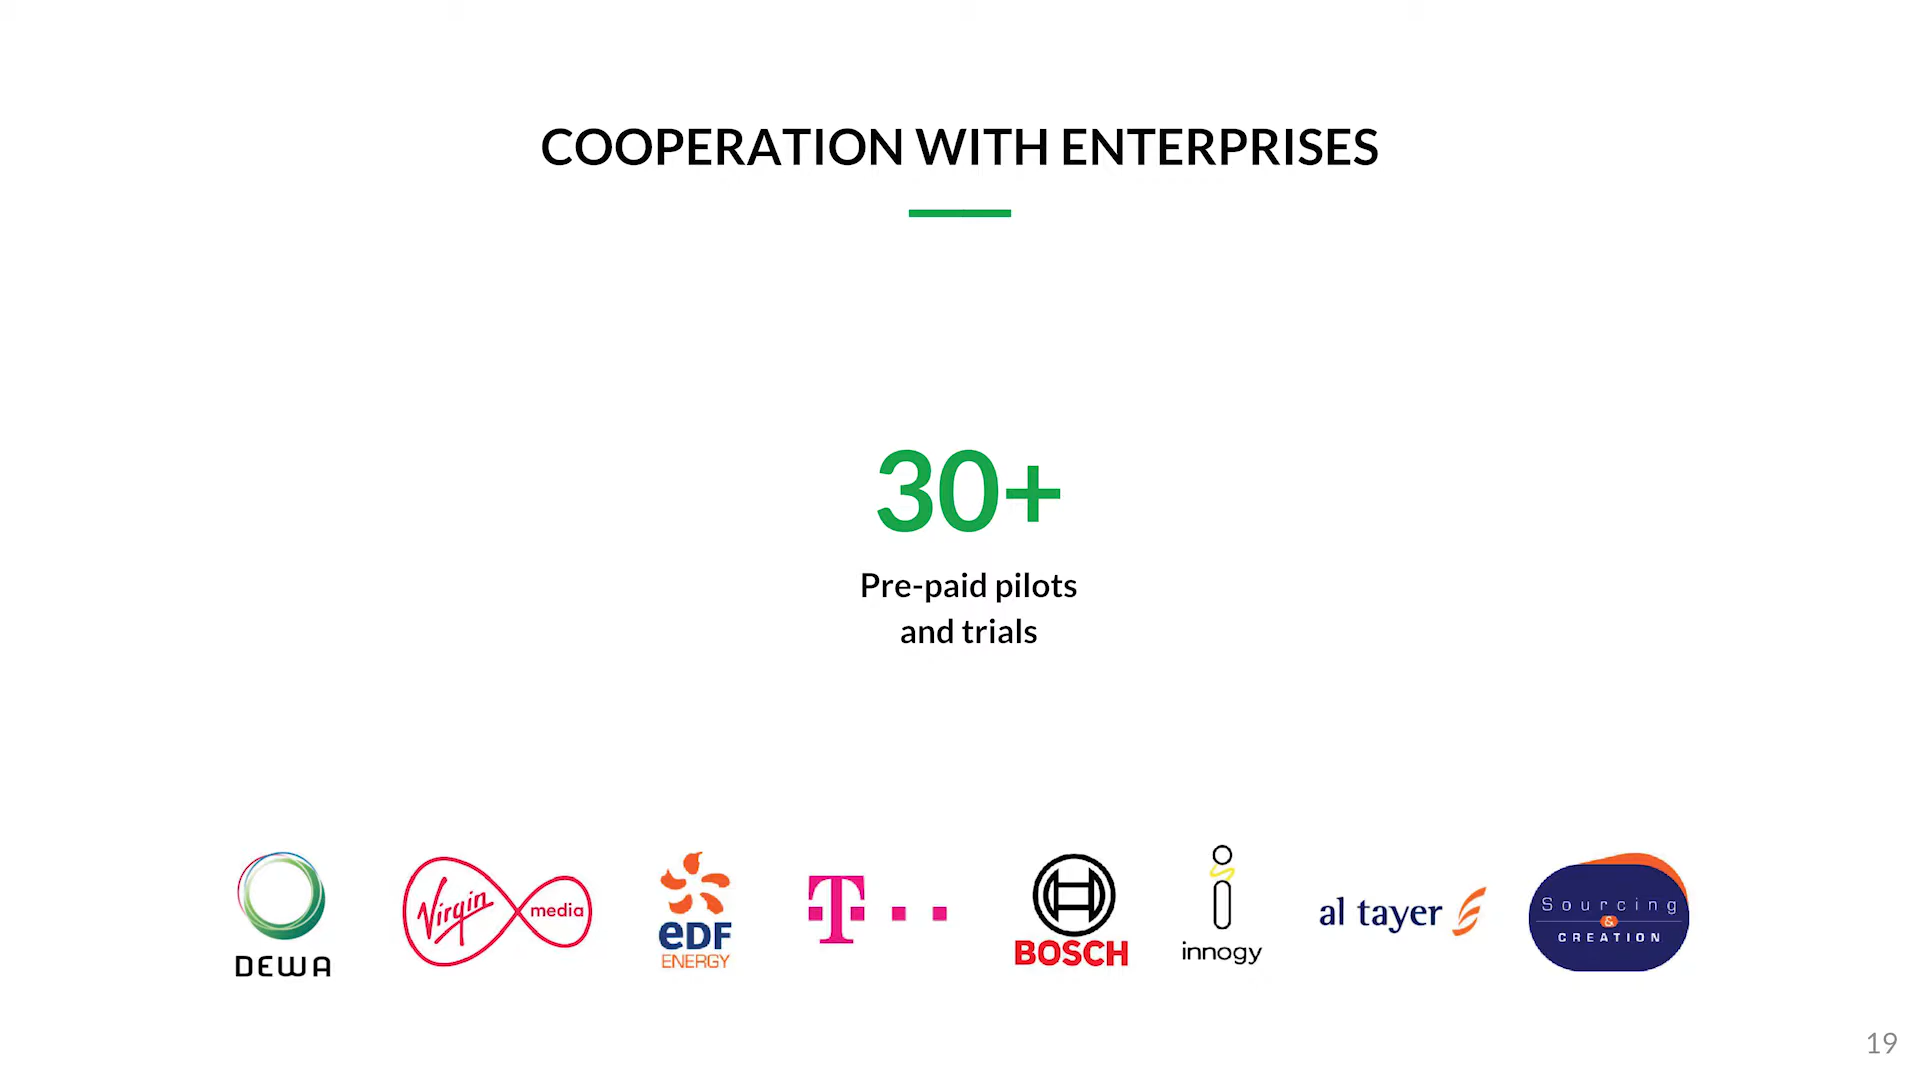 COOPERATION WITH ENTERPRISES
30+
Pre-paid pilots
and trials
DEWA
Virgin media
eDF
ENERGY
T
BOSCH
innogy
al tayer
Sourcing
&
CREATION
19